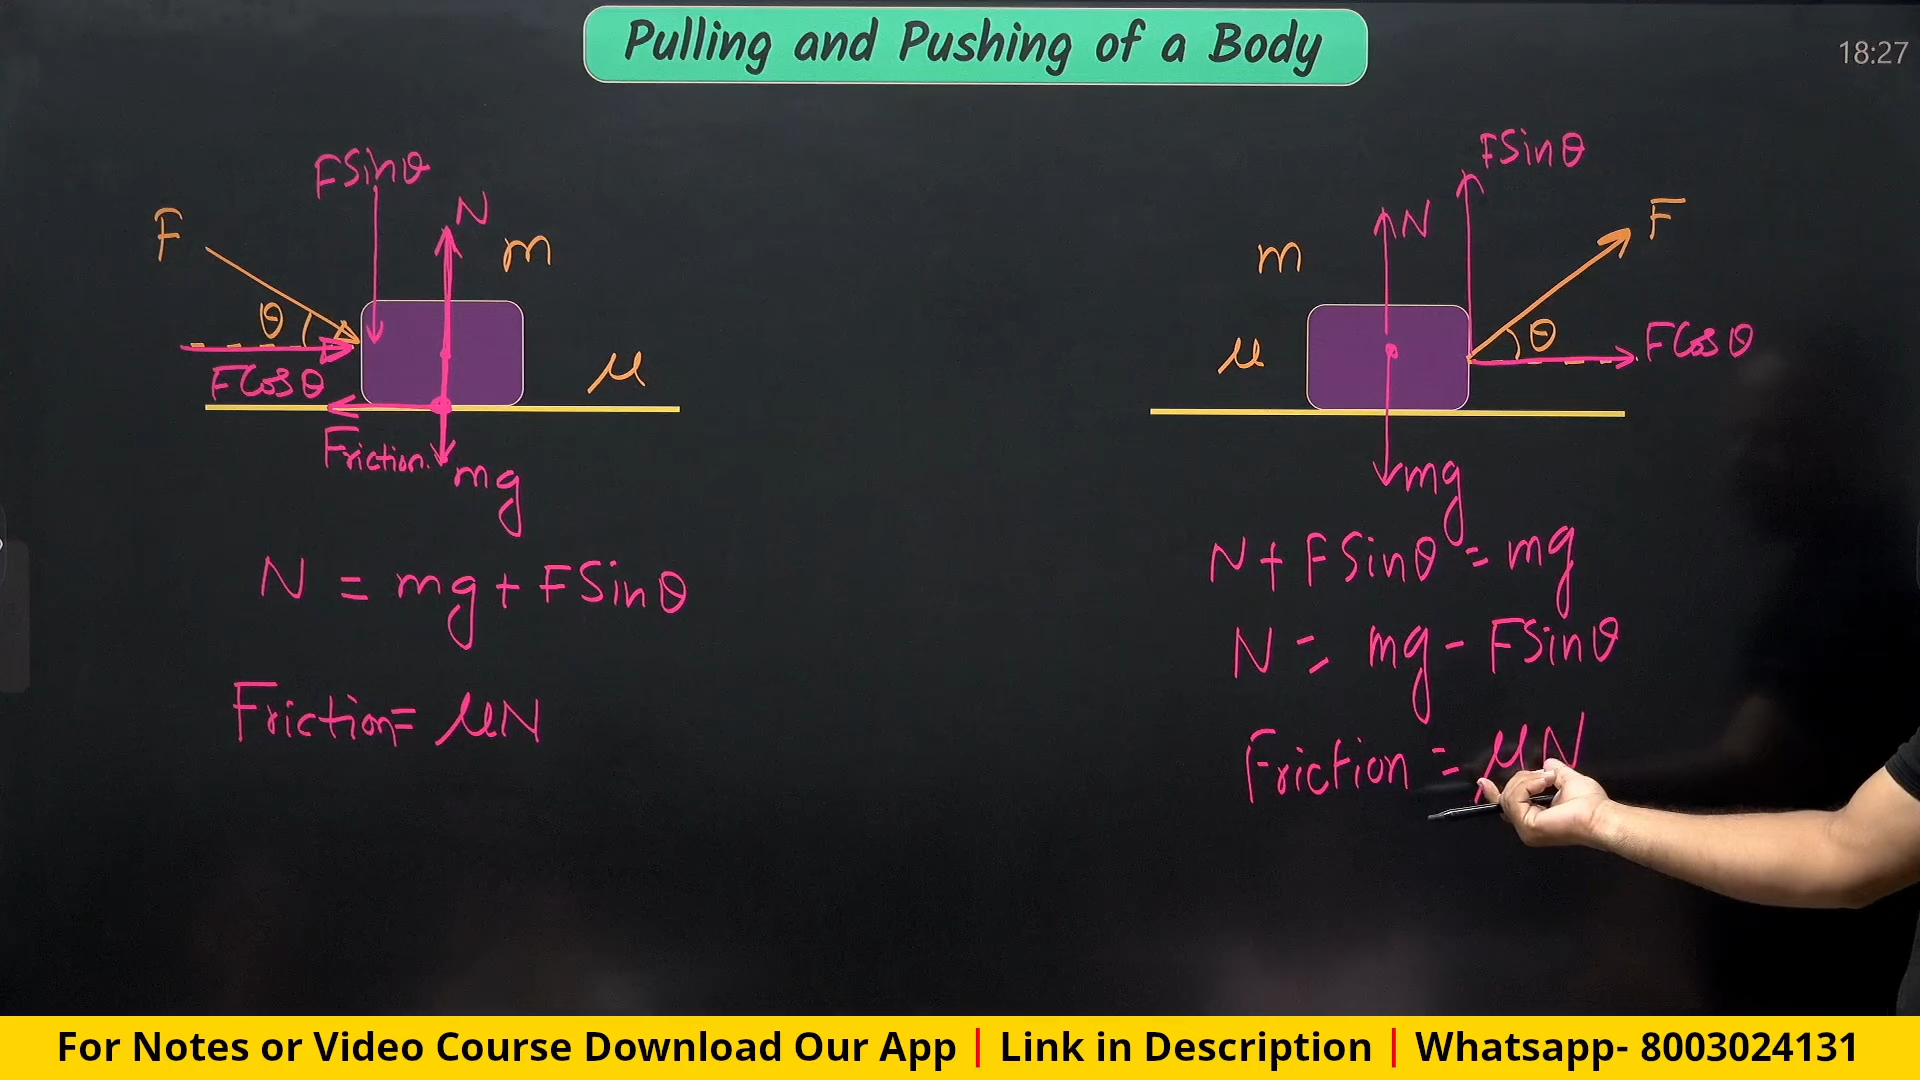 Pulling and Pushing of a Body
18:27
FSinθ
N
F
m
θ
FCosθ
μ
Friction.
mg
N = mg + FSinθ
Friction = μN
FSinθ
N
F
m
θ
FCosθ
μ
mg
N + FSinθ = mg
N = mg - FSinθ
Friction = μN
For Notes or Video Course Download Our App | Link in Description | Whatsapp- 8003024131